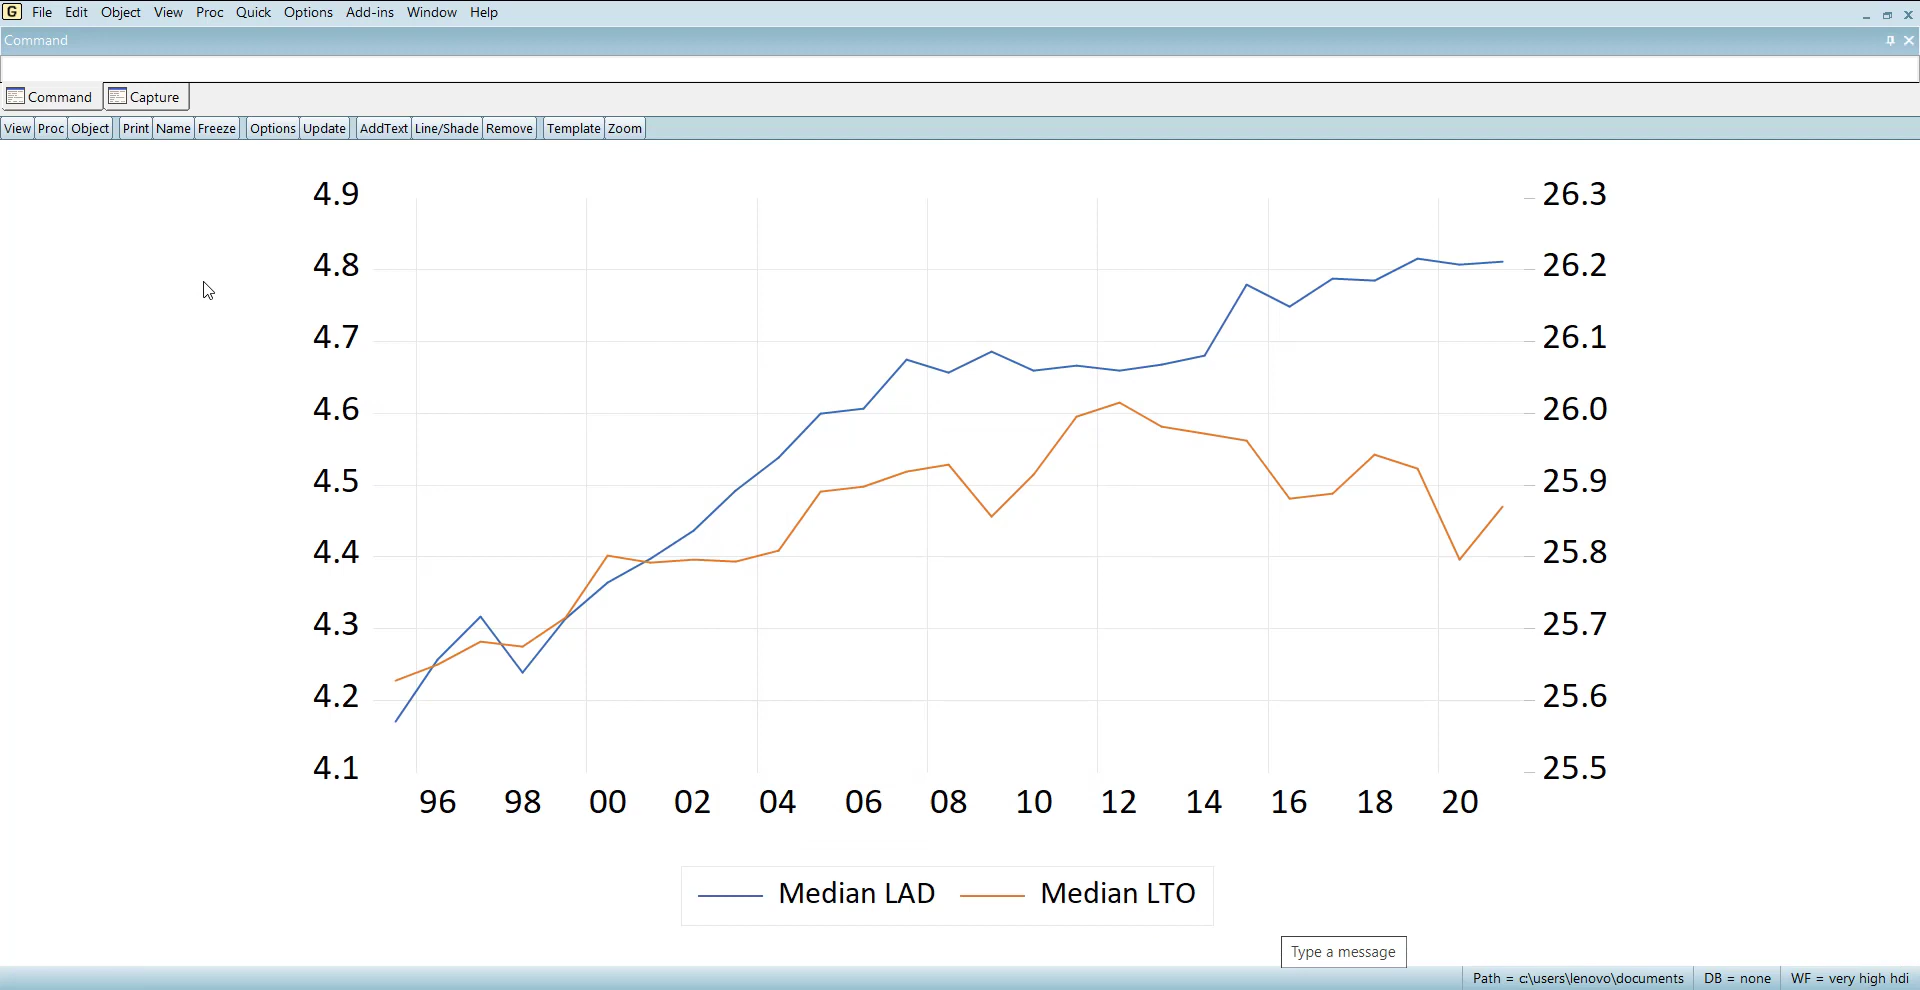 G File Edit Object View Proc Quick Options Add-ins Window Help
Command
Command Capture
View Proc Object Print Name Freeze Options Update AddText Line/Shade Remove Template Zoom
4.9 26.3
4.8 26.2
4.7 26.1
4.6 26.0
4.5 25.9
4.4 25.8
4.3 25.7
4.2 25.6
4.1 25.5
96 98 00 02 04 06 08 10 12 14 16 18 20
Median LAD Median LTO
Type a message
Path = c:\users\lenovo\documents DB = none WF = very high hdi